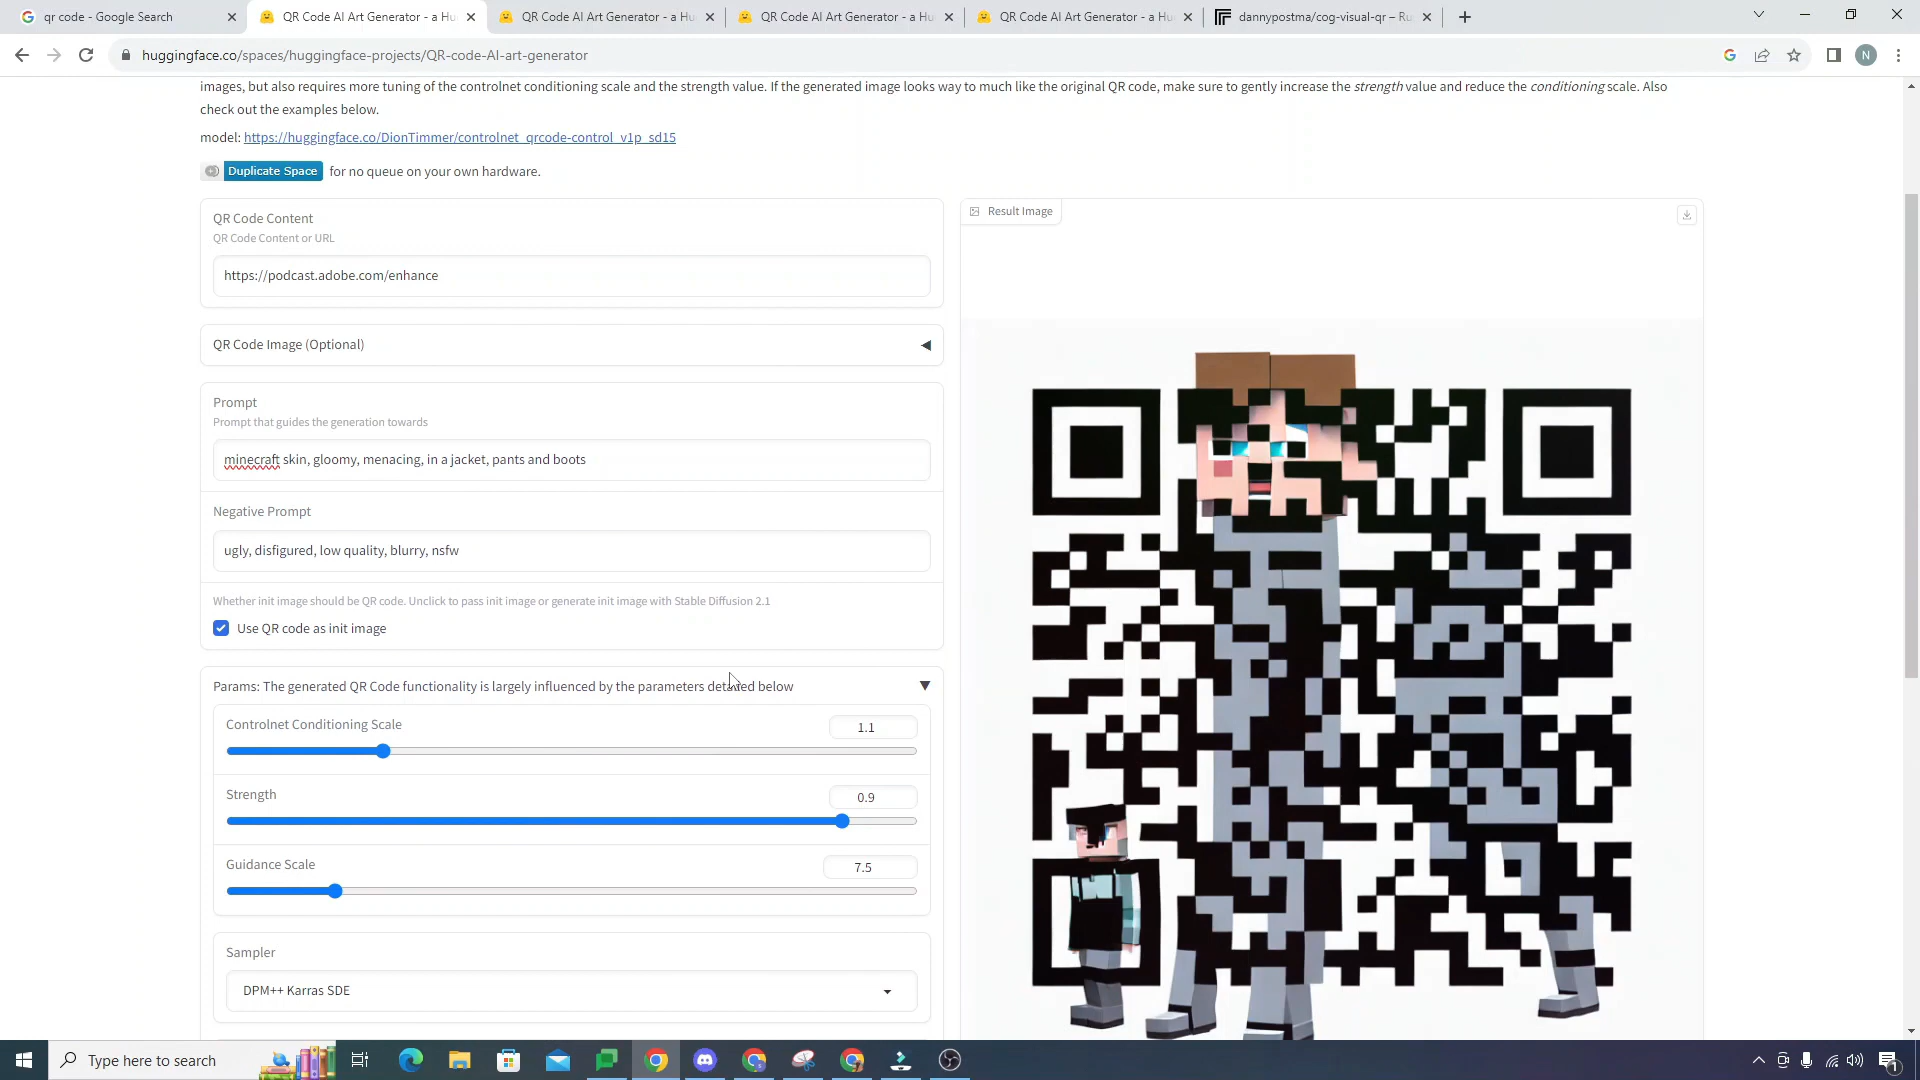 qr code - Google Search
QR Code AI Art Generator - a Hu
QR Code AI Art Generator - a Hu
QR Code AI Art Generator - a Hu
QR Code AI Art Generator - a Hu
dannypostma/cog-visual-qr – Ru
huggingface.co/spaces/huggingface-projects/QR-code-AI-art-generator
N
images, but also requires more tuning of the controlnet conditioning scale and the strength value. If the generated image looks way to much like the original QR code, make sure to gently increase the strength value and reduce the conditioning scale. Also
check out the examples below.
model: https://huggingface.co/DionTimmer/controlnet_qrcode-control_v1p_sd15
Duplicate Space for no queue on your own hardware.
QR Code Content
QR Code Content or URL
https://podcast.adobe.com/enhance
QR Code Image (Optional)
Prompt
Prompt that guides the generation towards
minecraft skin, gloomy, menacing, in a jacket, pants and boots
Negative Prompt
ugly, disfigured, low quality, blurry, nsfw
Whether init image should be QR code. Unclick to pass init image or generate init image with Stable Diffusion 2.1
Use QR code as init image
Params: The generated QR Code functionality is largely influenced by the parameters detailed below
Controlnet Conditioning Scale
1.1
Strength
0.9
Guidance Scale
7.5
Sampler
DPM++ Karras SDE
Result Image
Type here to search
1